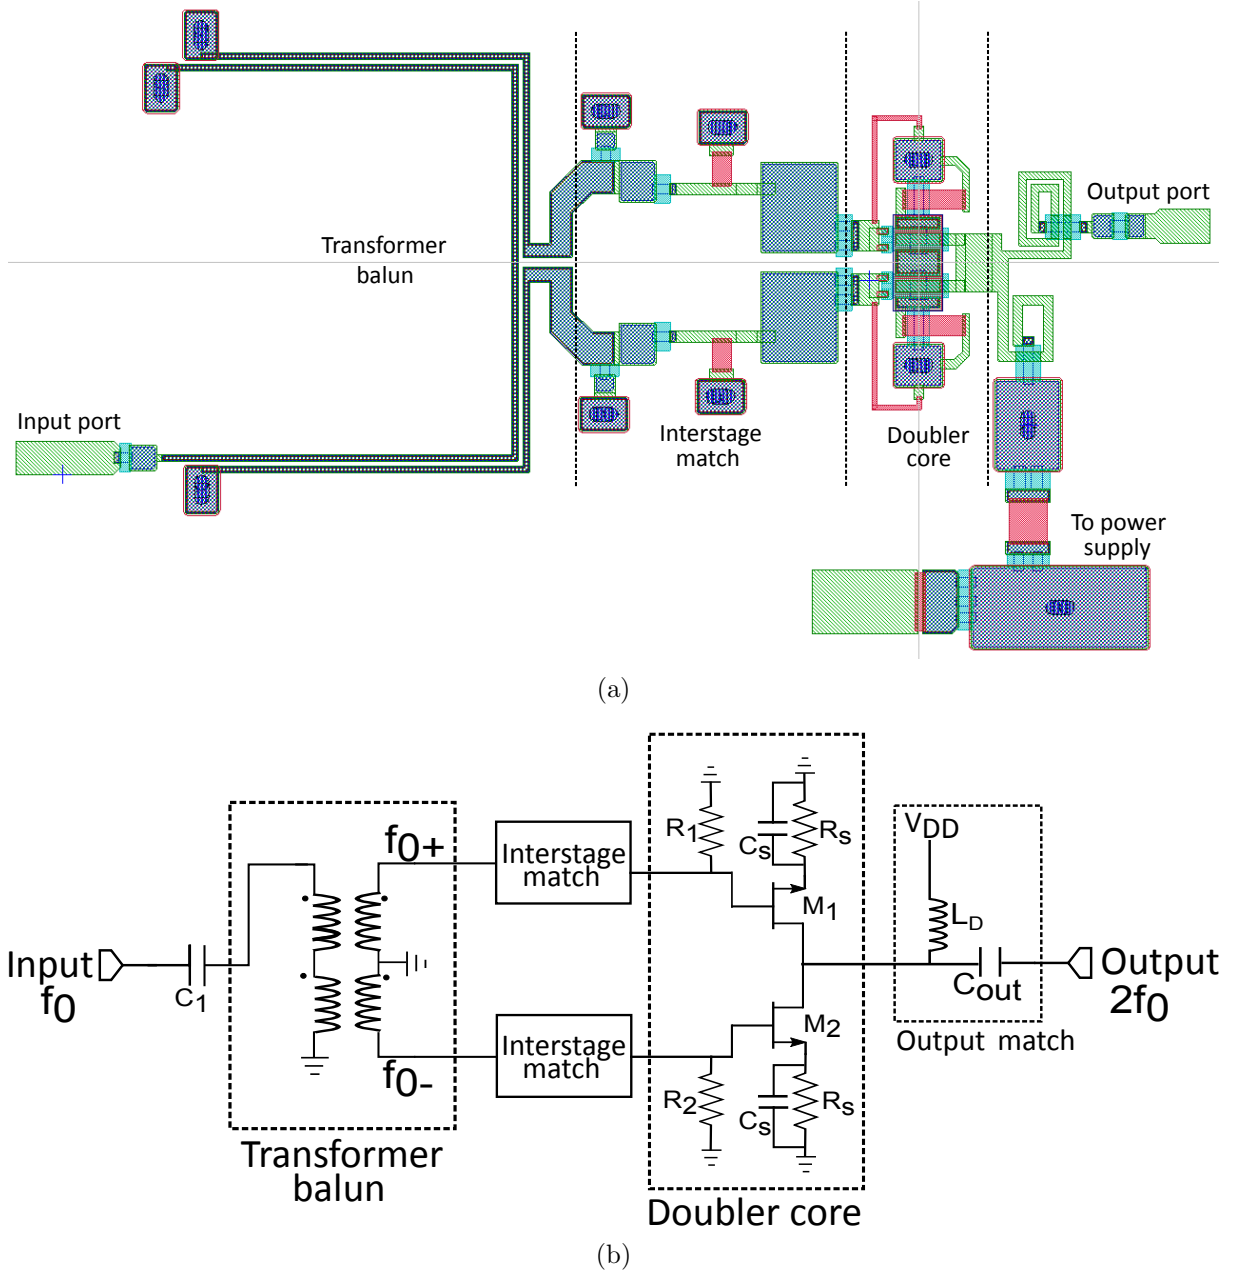 Output port
Transformer
balun
Input port
Interstage
match
Doubler
core
To power
supply
(a)
Input
f0
C1
f0+
f0-
Transformer
balun
Interstage
match
Interstage
match
R1
Cs
Rs
M1
M2
R2
Cs
Rs
Doubler core
VDD
LD
Cout
Output match
Output
2f0
(b)